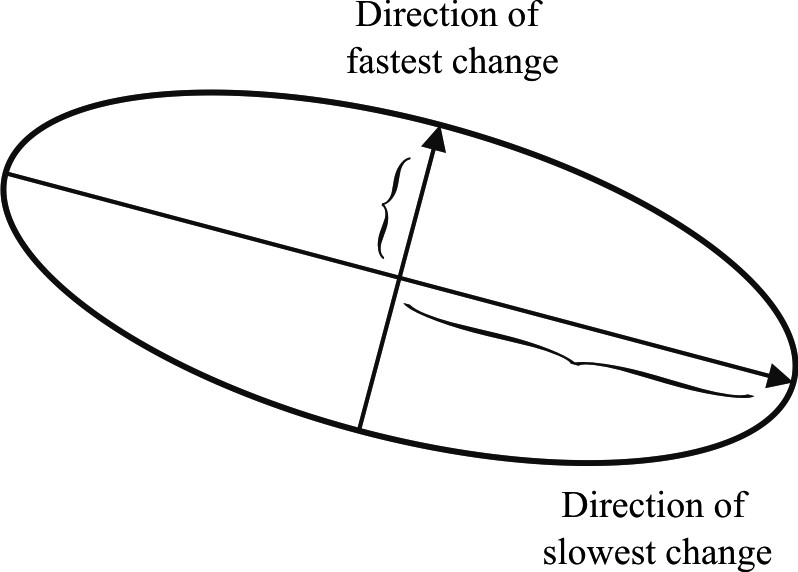 Direction of
fastest change
Direction of
slowest change